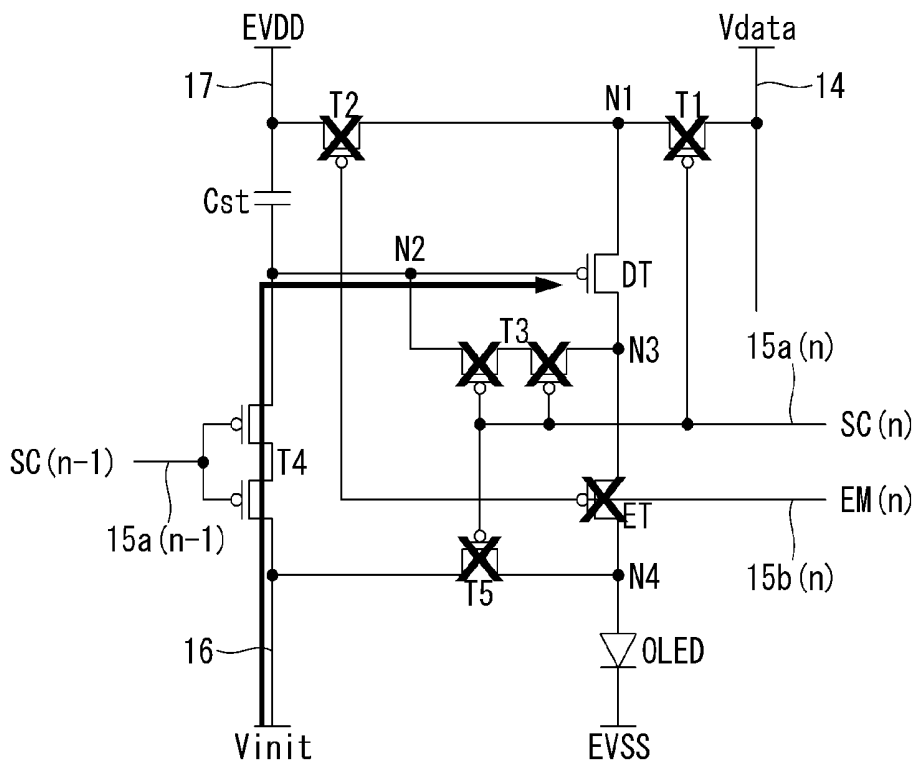 EVDD
Vdata
17
T2
N1
T1
14
Cst
N2
DT
T3
N3
15a(n)
SC(n)
SC(n-1)
T4
15a(n-1)
EM(n)
ET
15b(n)
T5
N4
16
OLED
Vinit
EVSS